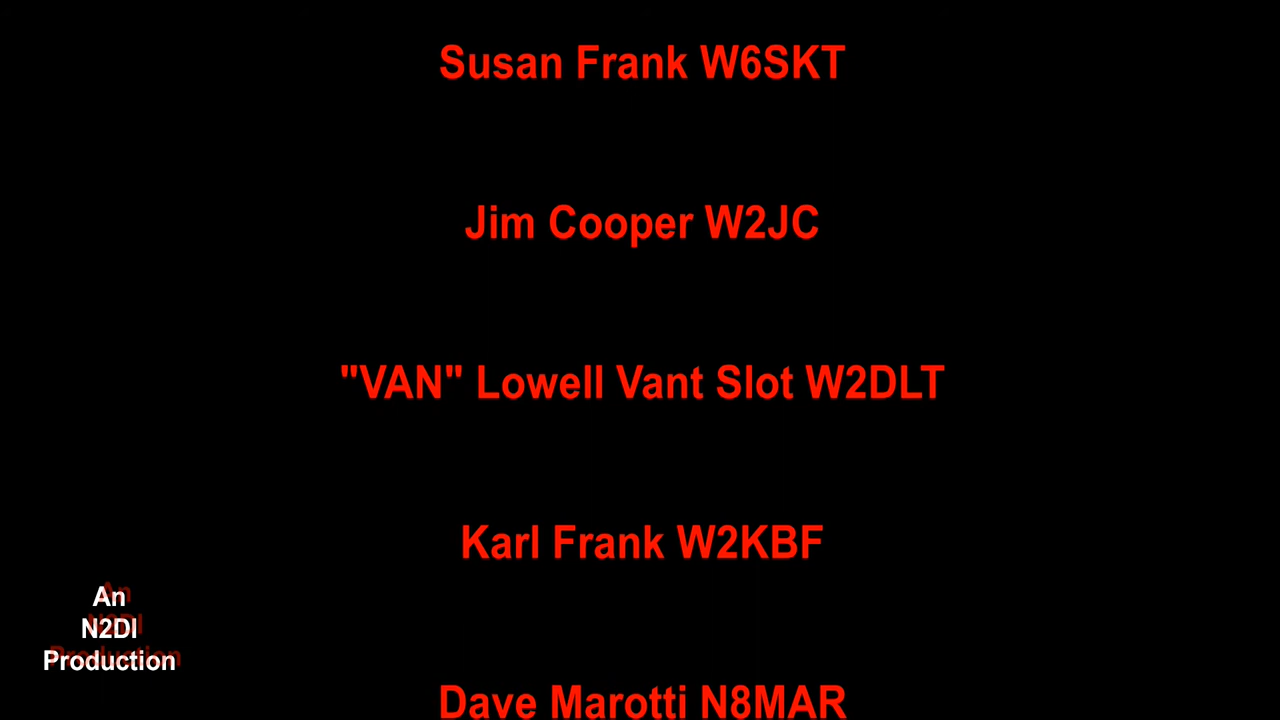 Susan Frank W6SKT
Jim Cooper W2JC
"VAN" Lowell Vant Slot W2DLT
Karl Frank W2KBF
An
N2DI
Production
Dave Marotti N8MAR